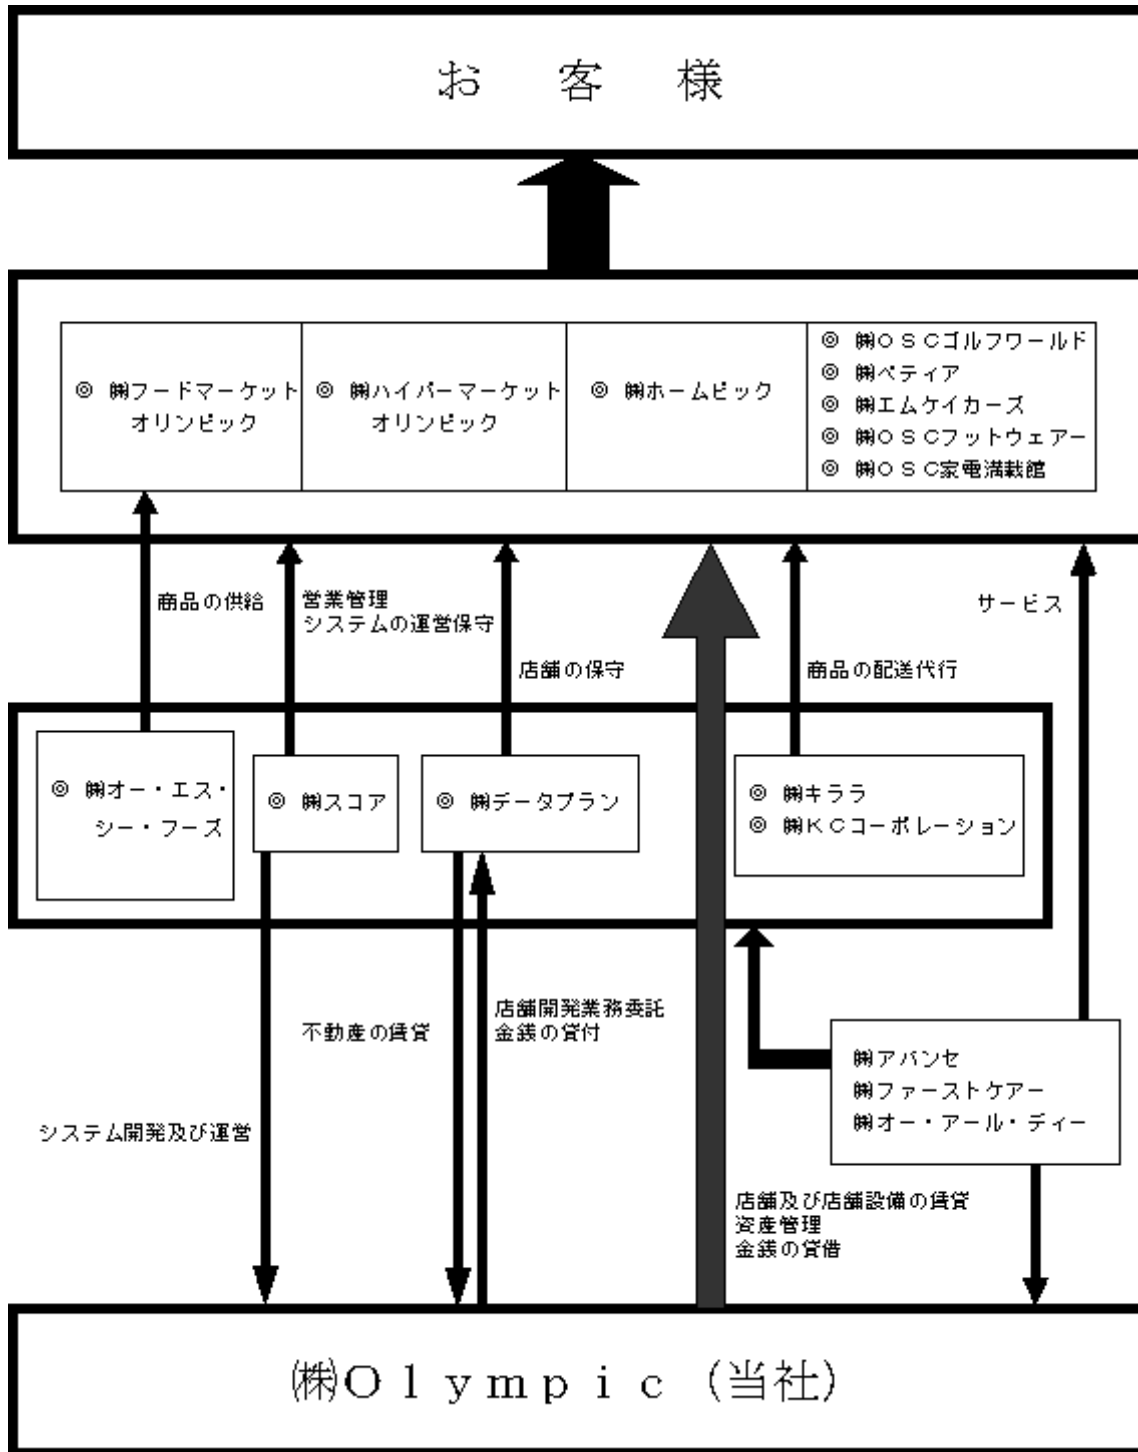 お 客 様
◎ ㈱フードマーケット
オリンピック
◎ ㈱ハイパーマーケット
オリンピック
◎ ㈱ホームピック
◎ ㈱OSCゴルフワールド
◎ ㈱ペティア
◎ ㈱エムケイカーズ
◎ ㈱OSCフットウェアー
◎ ㈱OSC家電満載館
商品の供給
営業管理
システムの運営保守
店舗の保守
商品の配送代行
サービス
◎ ㈱オー・エス・
シー・フーズ
◎ ㈱スコア
◎ ㈱データプラン
◎ ㈱キララ
◎ ㈱KCコーポレーション
不動産の賃貸
店舗開発業務委託
金銭の貸付
システム開発及び運営
㈱アバンセ
㈱ファーストケアー
㈱オー・アール・ディー
店舗及び店舗設備の賃貸
資産管理
金銭の貸借
㈱Olympic(当社)